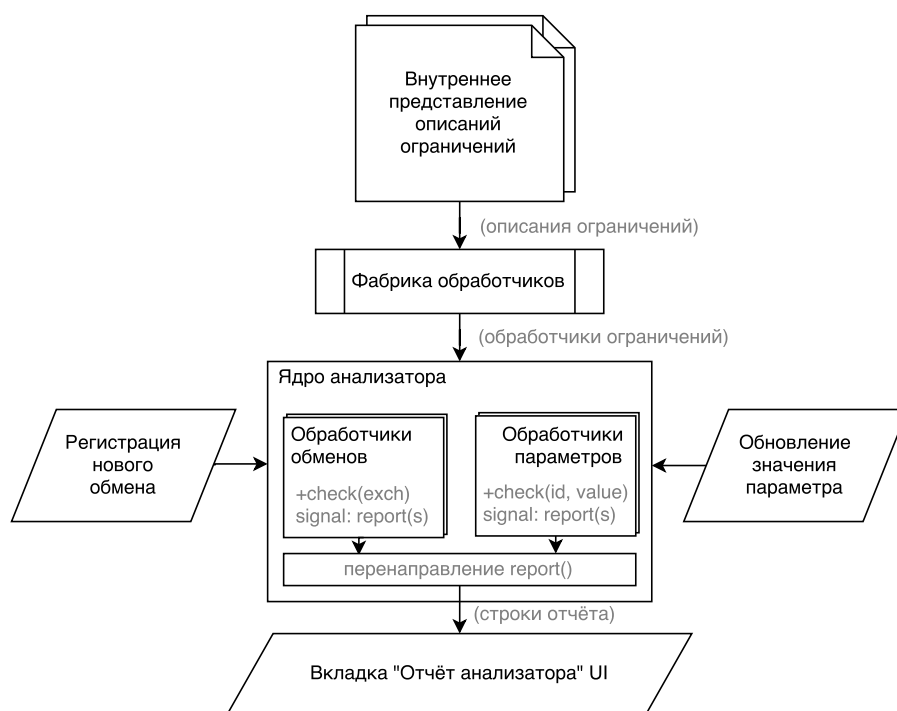 Внутреннее
представление
описаний
ограничений
(описания ограничений)
Фабрика обработчиков
(обработчики ограничений)
Ядро анализатора
Регистрация
нового
обмена
Обработчики
обменов
+check(exch)
signal: report(s)
Обработчики
параметров
+check(id, value)
signal: report(s)
Обновление
значения
параметра
перенаправление report()
(строки отчёта)
Вкладка "Отчёт анализатора" UI